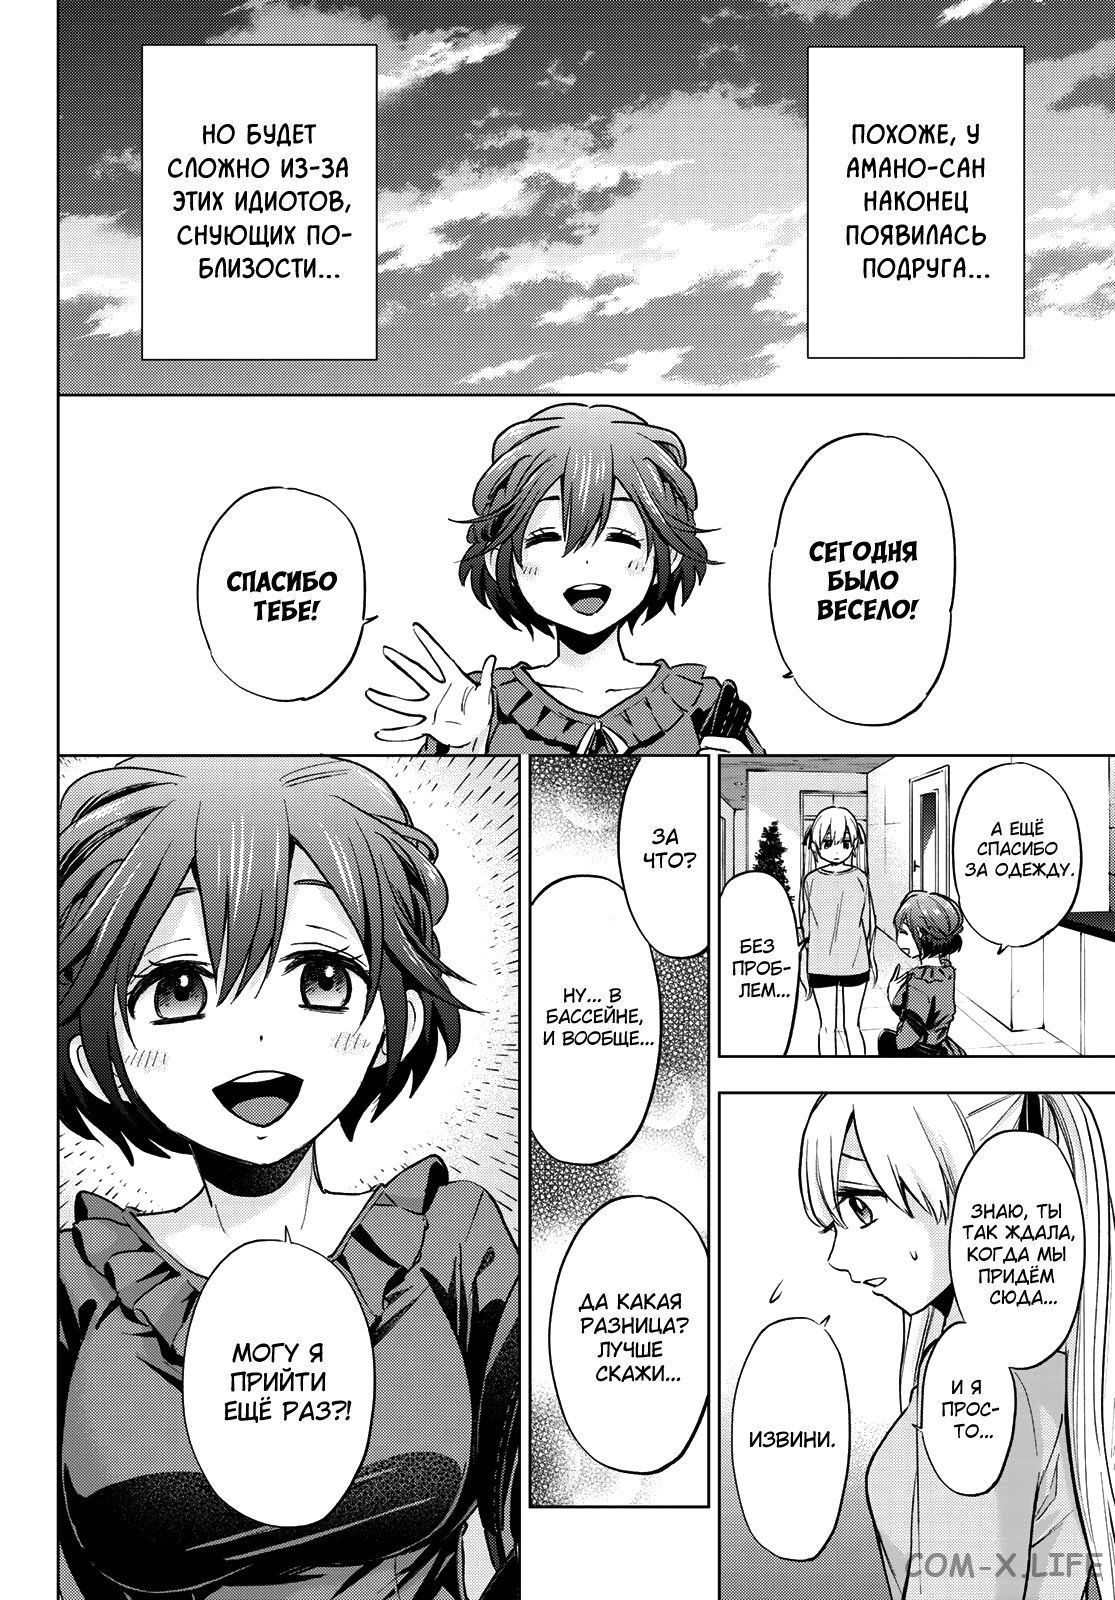 ПОХОЖЕ, У
АМАНО-САН
НАКОНЕЦ
ПОЯВИЛАСЬ
ПОДРУГА...
НО БУДЕТ
СЛОЖНО ИЗ-ЗА
ЭТИХ ИДИОТОВ,
СНУЮЩИХ ПО-
БЛИЗОСТИ...
СЕГОДНЯ
БЫЛО
ВЕСЕЛО!
СПАСИБО
ТЕБЕ!
А ЕЩЁ
СПАСИБО
ЗА ОДЕЖДУ.
БЕЗ
ПРОБ-
ЛЕМ...
ЗНАЮ, ТЫ
ТАК ЖДАЛА,
КОГДА МЫ
ПРИДЁМ
СЮДА...
И Я
ПРОС-
ТО...
ИЗВИНИ.
ЗА
ЧТО?
НУ... В
БАССЕЙНЕ,
И ВООБЩЕ...
ДА КАКАЯ
РАЗНИЦА?
ЛУЧШЕ
СКАЖИ...
МОГУ Я
ПРИЙТИ
ЕЩЁ РАЗ?!
COM-X.LIFE